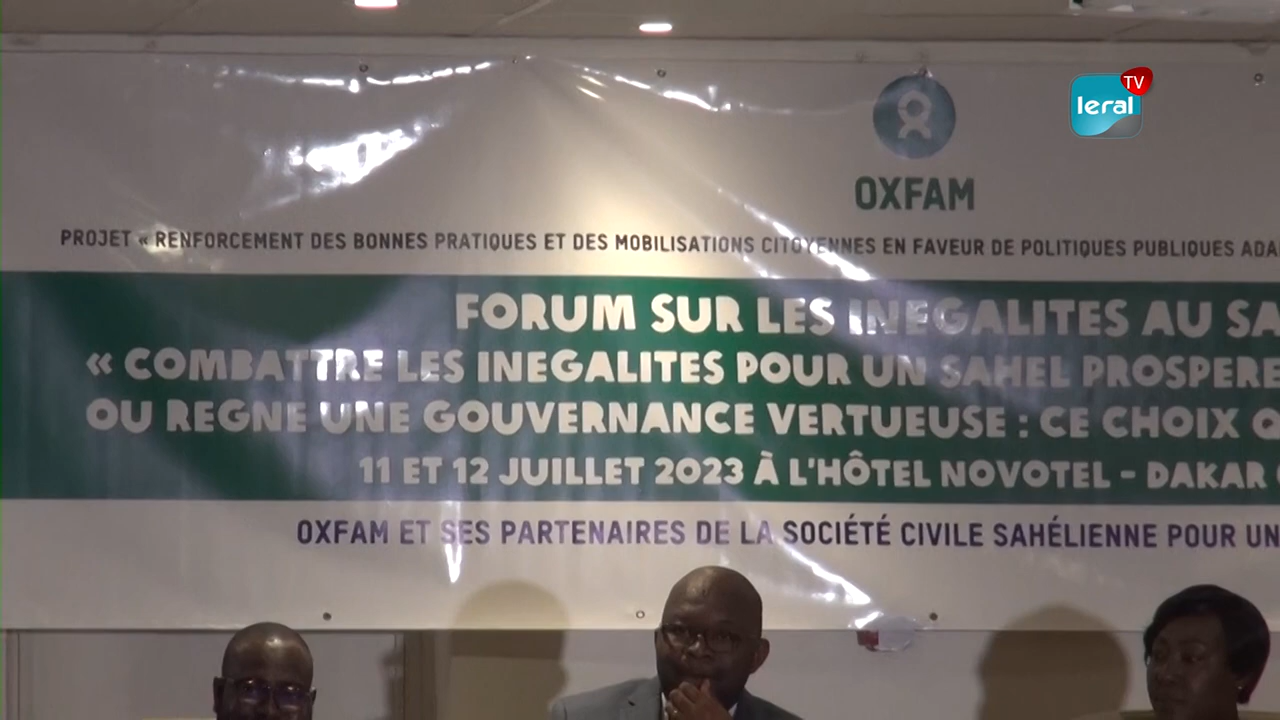 TV
leral
OXFAM
PROJET « RENFORCEMENT DES BONNES PRATIQUES ET DES MOBILISATIONS CITOYENNES EN FAVEUR DE POLITIQUES PUBLIQUES ADA
FORUM SUR LES INEGALITES AU SA
« COMBATTRE LES INEGALITES POUR UN SAHEL PROSPERE
OU REGNE UNE GOUVERNANCE VERTUEUSE : CE CHOIX Q
11 ET 12 JUILLET 2023 À L'HÔTEL NOVOTEL - DAKAR
OXFAM ET SES PARTENAIRES DE LA SOCIÉTÉ CIVILE SAHÉLIENNE POUR UN